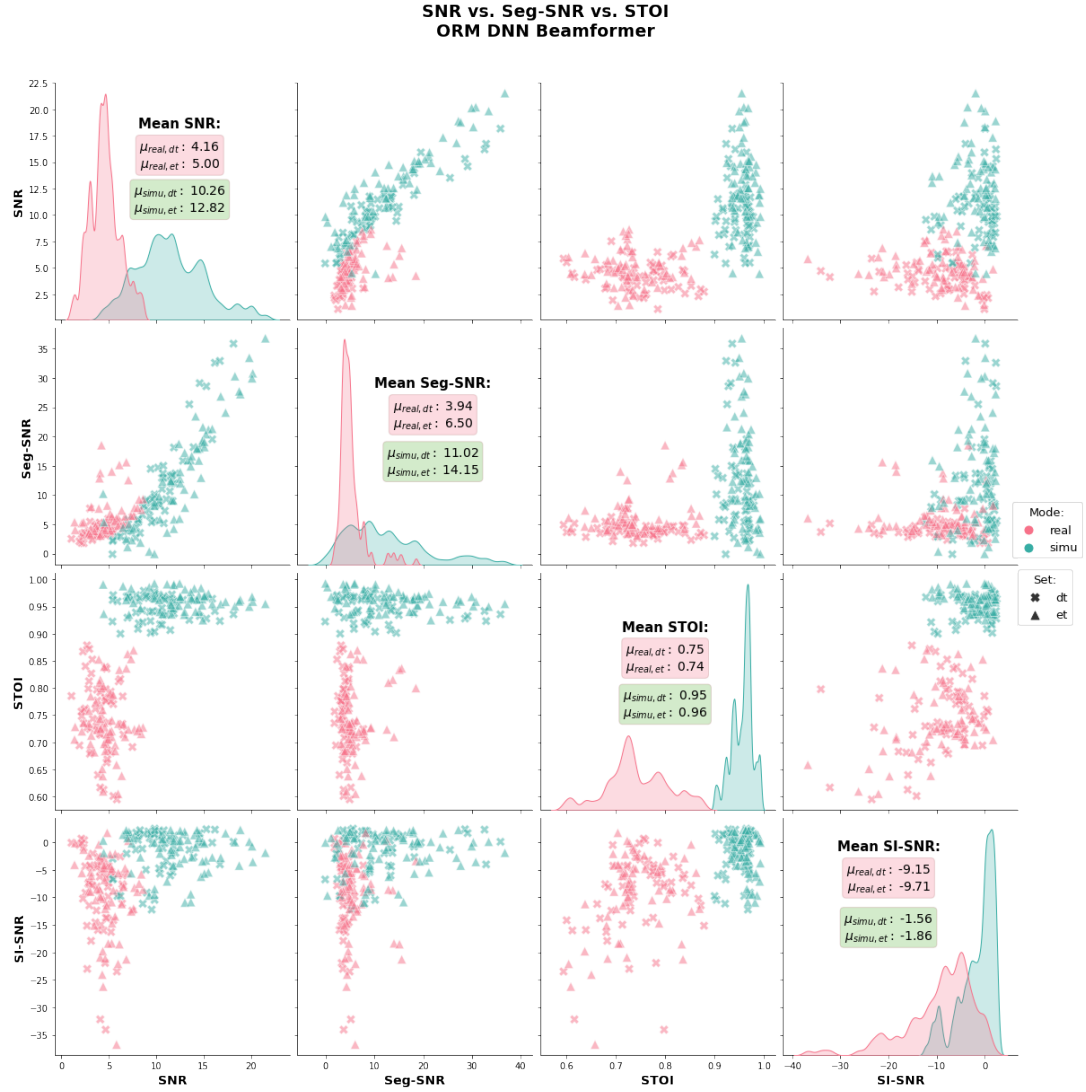 SNR vs. Seg-SNR vs. STOI
ORM DNN Beamformer
22.5
20.0
17.5
15.0
12.5
10.0
7.5
5.0
2.5
SNR
Mean SNR:
μreal, dt : 4.16
μreal, et : 5.00
μsimu, dt : 10.26
μsimu, et : 12.82
35
30
25
20
15
10
5
0
Seg-SNR
Mean Seg-SNR:
μreal, dt : 3.94
μreal, et : 6.50
μsimu, dt : 11.02
μsimu, et : 14.15
Mode:
real
simu
Set:
dt
et
1.00
0.95
0.90
0.85
0.80
0.75
0.70
0.65
0.60
STOI
Mean STOI:
μreal, dt : 0.75
μreal, et : 0.74
μsimu, dt : 0.95
μsimu, et : 0.96
0
−5
−10
−15
−20
−25
−30
−35
SI-SNR
Mean SI-SNR:
μreal, dt : -9.15
μreal, et : -9.71
μsimu, dt : -1.56
μsimu, et : -1.86
0 5 10 15 20
SNR
0 10 20 30 40
Seg-SNR
0.6 0.7 0.8 0.9 1.0
STOI
−40 −30 −20 −10 0
SI-SNR